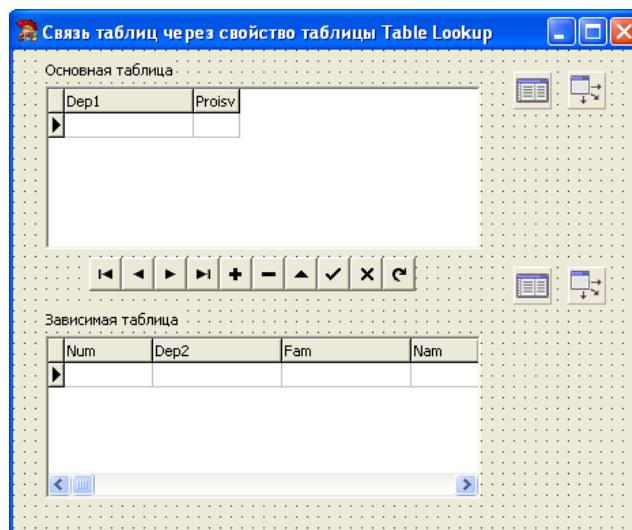 Связь таблиц через свойство таблицы Table Lookup
Основная таблица
Dep1 Proisv
Зависимая таблица
Num Dep2 Fam Nam